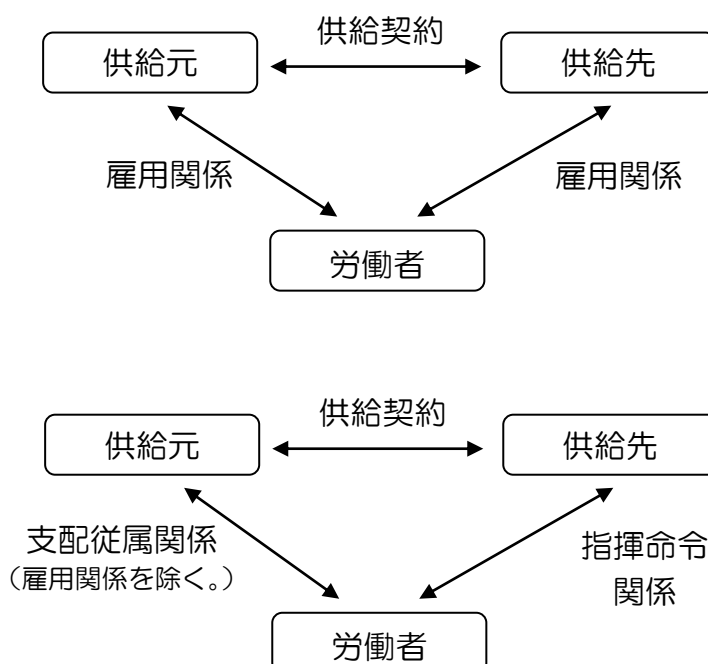 供給契約
供給元
供給先
雇用関係
雇用関係
労働者
供給契約
供給元
供給先
支配従属関係
（雇用関係を除く。）
指揮命令
関係
労働者